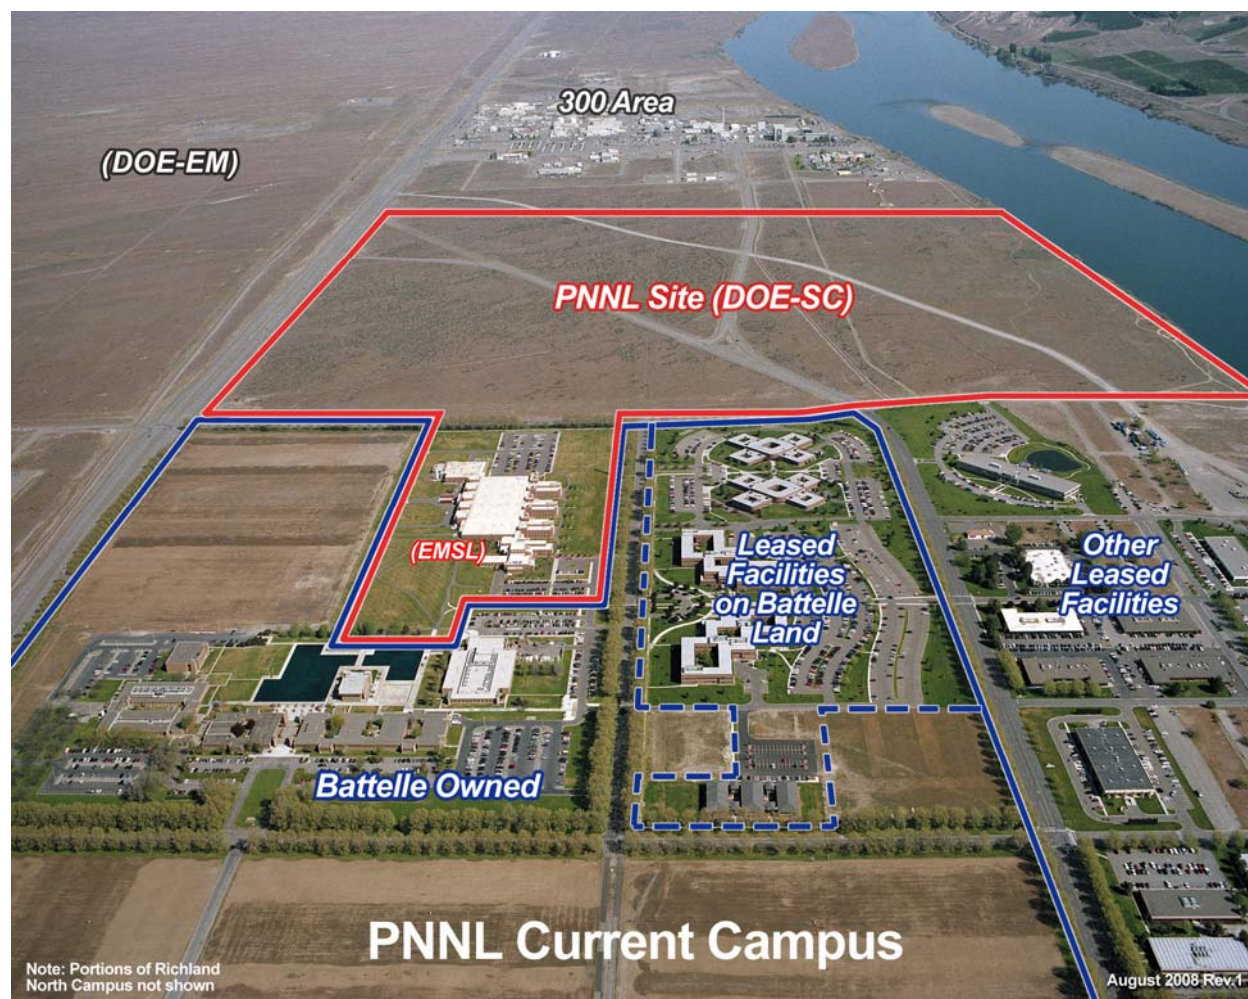 300 Area
(DOE-EM)
PNNL Site (DOE-SC)
(EMSL)
Leased
Facilities
on Battelle
Land
Other
Leased
Facilities
Battelle Owned
PNNL Current Campus
Note: Portions of Richland
North Campus not shown
August 2008 Rev.1